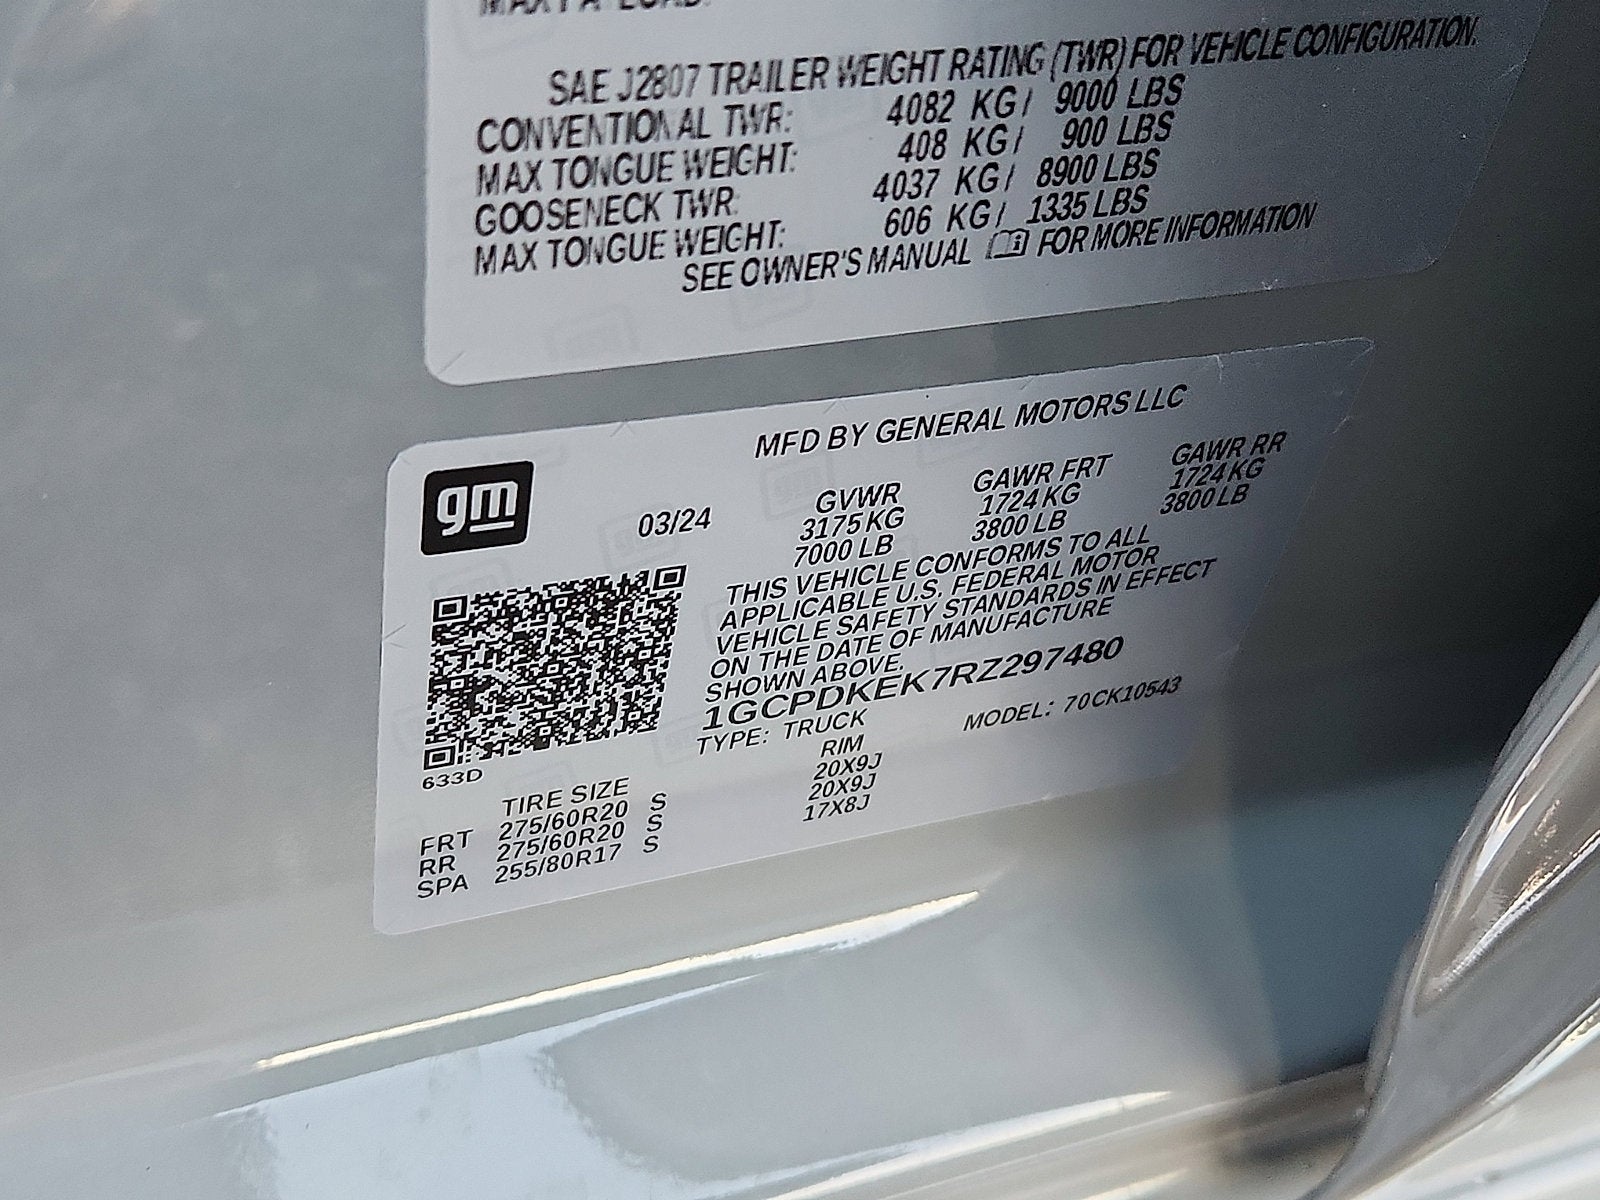 SAE J2807 TRAILER WEIGHT RATING (TWR) FOR VEHICLE CONFIGURATION.
CONVENTIONAL TWR: 4082 KG / 9000 LBS
MAX TONGUE WEIGHT: 408 KG / 900 LBS
GOOSENECK TWR: 4037 KG / 8900 LBS
MAX TONGUE WEIGHT: 606 KG / 1335 LBS
SEE OWNER'S MANUAL FOR MORE INFORMATION
MFD BY GENERAL MOTORS LLC
gm
03/24 GVWR GAWR FRT GAWR RR
3175 KG 1724 KG 1724 KG
7000 LB 3800 LB 3800 LB
THIS VEHICLE CONFORMS TO ALL
APPLICABLE U.S. FEDERAL MOTOR
VEHICLE SAFETY STANDARDS IN EFFECT
ON THE DATE OF MANUFACTURE
SHOWN ABOVE.
1GCPDKEK7RZ297480
TYPE: TRUCK MODEL: 70CK10543
633D
TIRE SIZE RIM
FRT 275/60R20 S 20X9J
RR 275/60R20 S 20X9J
SPA 255/80R17 S 17X8J